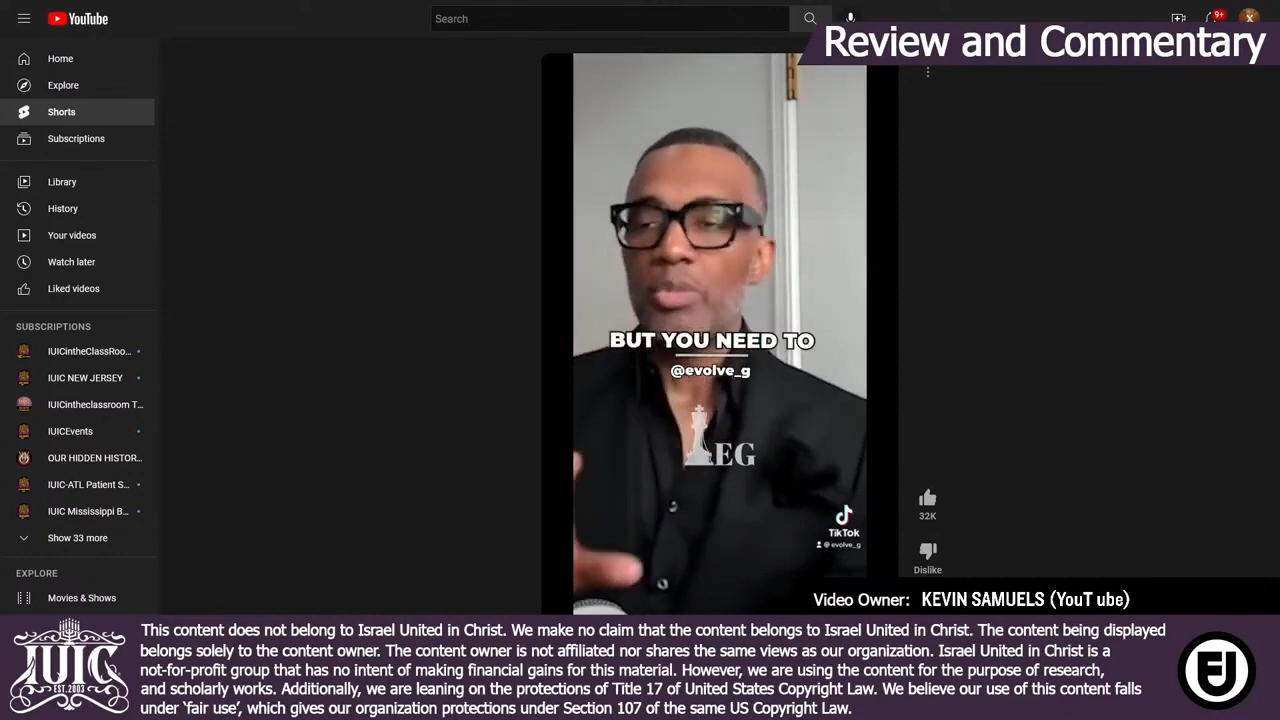 YouTube
Search
9+
Review and Commentary
Home
Explore
Shorts
Subscriptions
Library
History
Your videos
Watch later
Liked videos
SUBSCRIPTIONS
IUICintheClassRoo...
IUIC NEW JERSEY
IUICintheclassroom T...
IUICEvents
OUR HIDDEN HISTOR...
IUIC-ATL Patient S...
IUIC Mississippi B...
Show 33 more
EXPLORE
Movies & Shows
BUT YOU NEED TO
@evolve_g
EG
TikTok
@evolve_g
32K
Dislike
Video Owner: KEVIN SAMUELS (YouT ube)
IUIC
EST.2003
This content does not belong to Israel United in Christ. We make no claim that the content belongs to Israel United in Christ. The content being displayed
belongs solely to the content owner. The content owner is not affiliated nor shares the same views as our organization. Israel United in Christ is a
not-for-profit group that has no intent of making financial gains for this material. However, we are using the content for the purpose of research,
and scholarly works. Additionally, we are leaning on the protections of Title 17 of United States Copyright Law. We believe our use of this content falls
under ‘fair use’, which gives our organization protections under Section 107 of the same US Copyright Law.